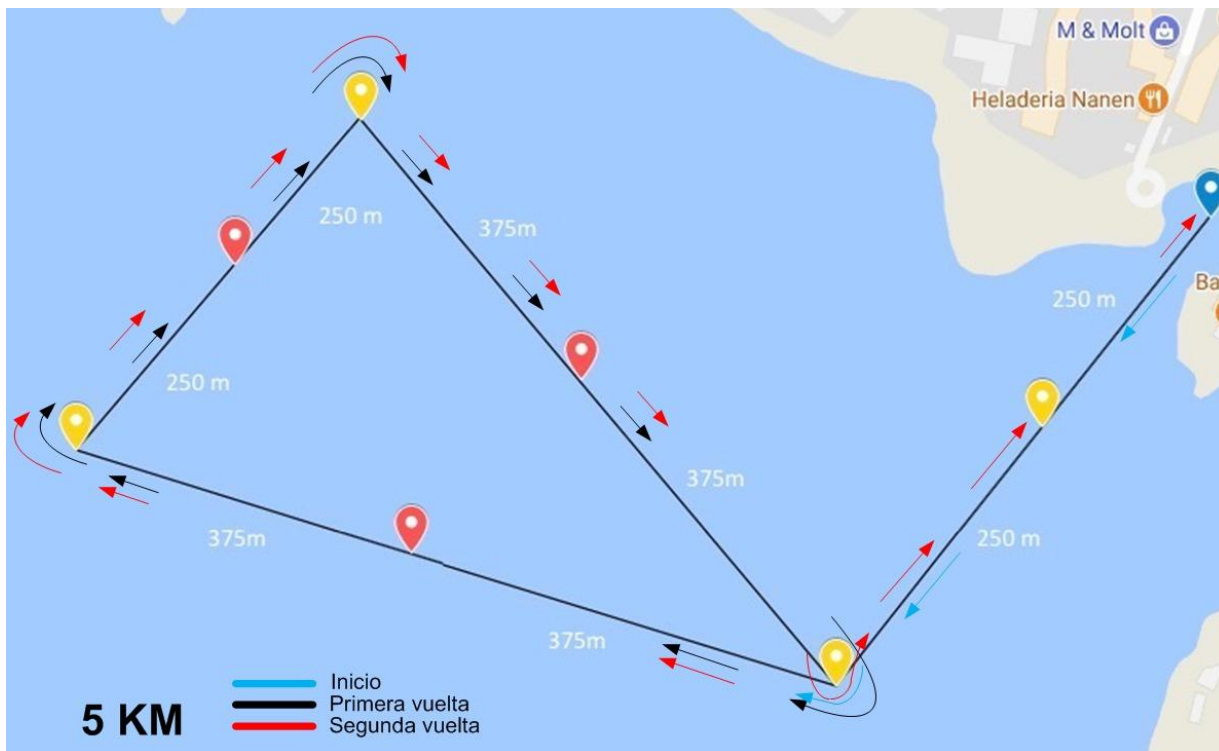 M & Molt
Heladeria Nanen
250 m
375m
250 m
Ba
250 m
375m
250 m
375m
375m
5 KM
Inicio
Primera vuelta
Segunda vuelta